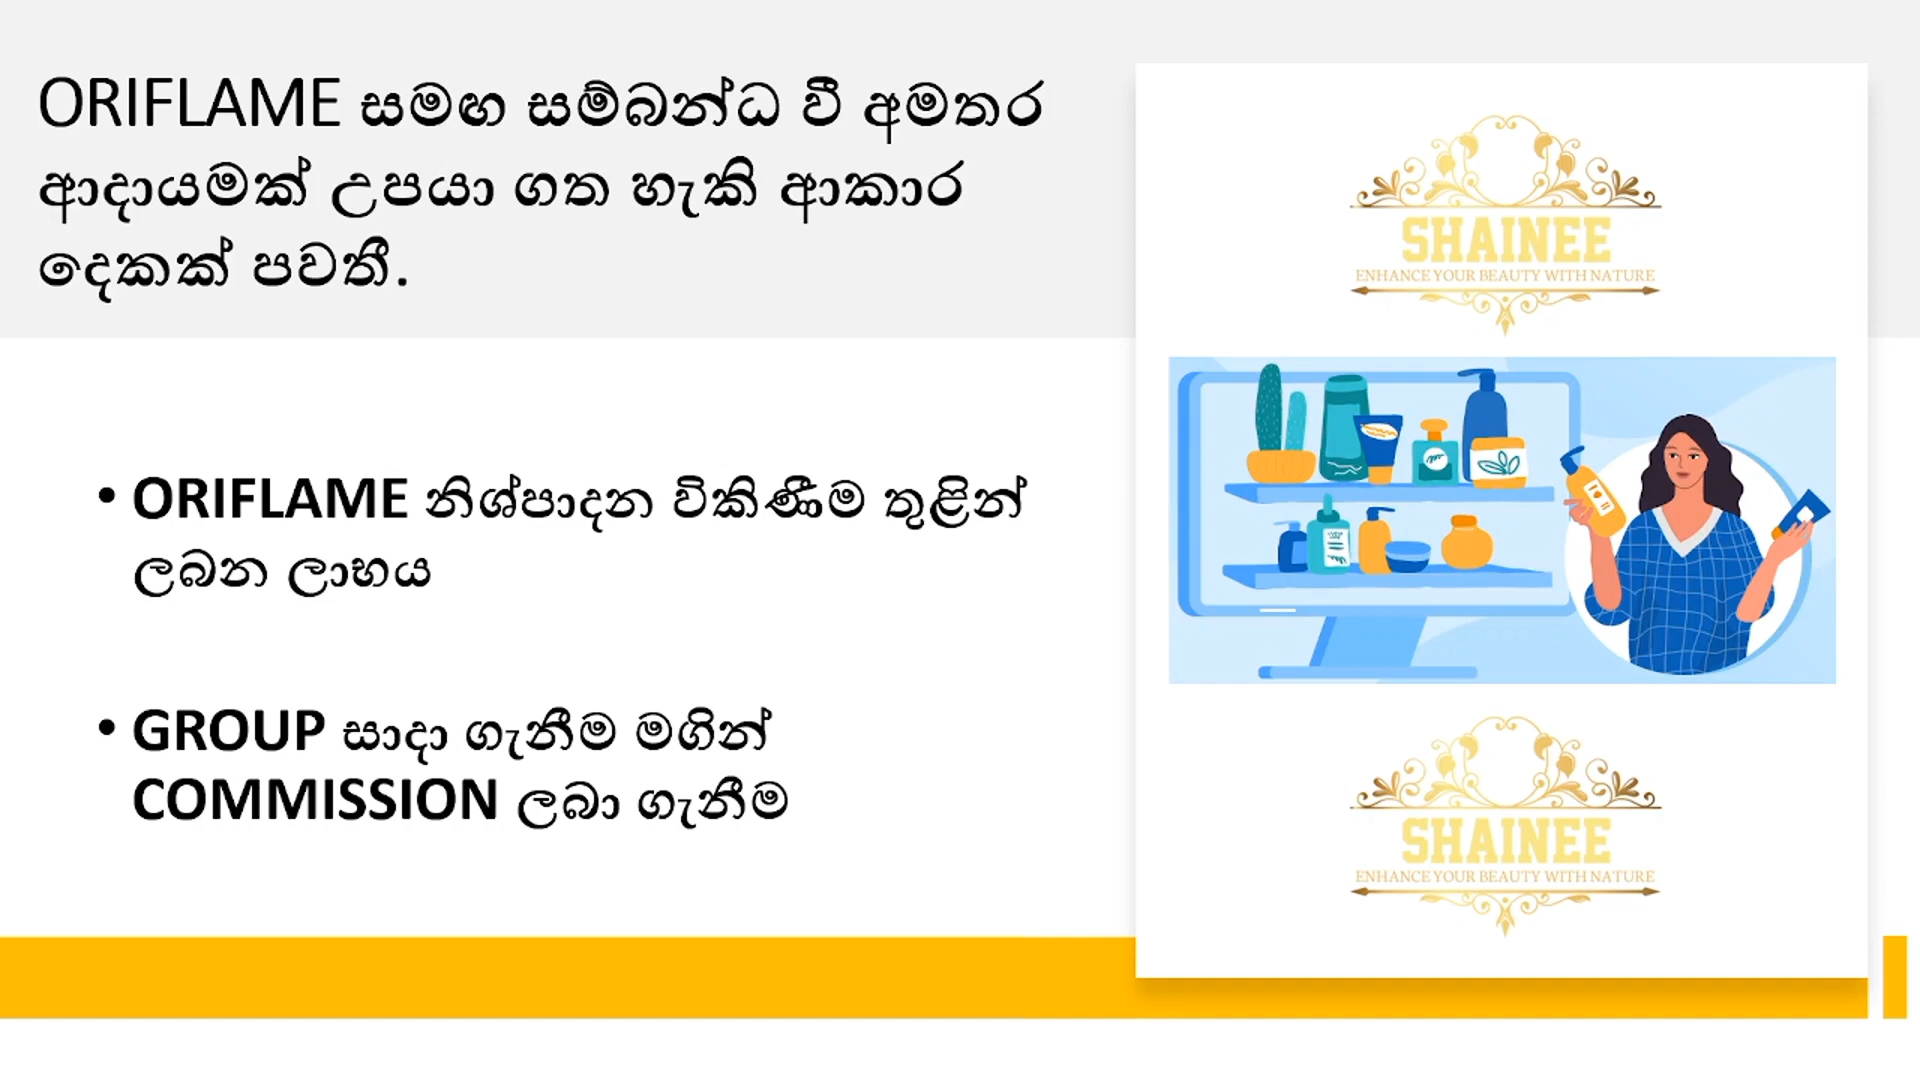 ORIFLAME සමඟ සම්බන්ධ වී අමතර
ආදායමක් උපයා ගත හැකි ආකාර
දෙකක් පවතී.
• ORIFLAME නිශ්පාදන විකිණීම තුළින්
ලබන ලාභය
• GROUP සාදා ගැනීම මගින්
COMMISSION ලබා ගැනීම
SHAINEE
ENHANCE YOUR BEAUTY WITH NATURE
SHAINEE
ENHANCE YOUR BEAUTY WITH NATURE